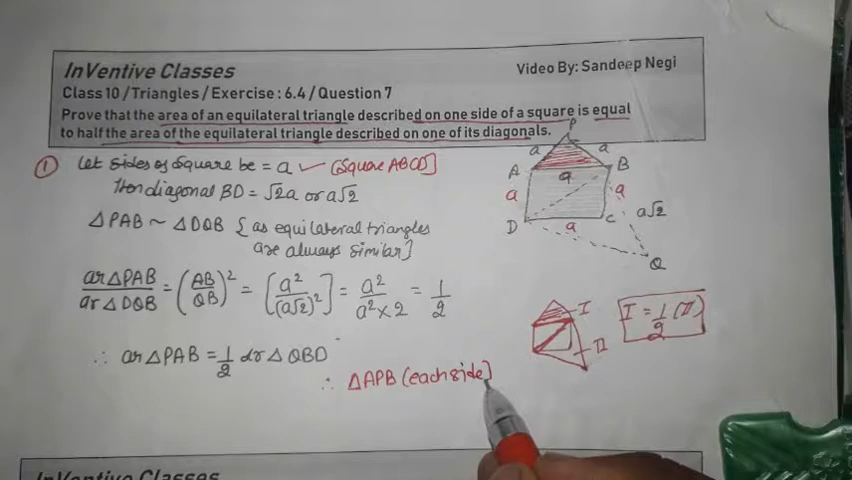 InVentive Classes
Video By: Sandeep Negi
Class 10 / Triangles / Exercise : 6.4 / Question 7
Prove that the area of an equilateral triangle described on one side of a square is equal
to half the area of the equilateral triangle described on one of its diagonals.
① Let sides of Square be = a ✓ [Square ABCD]
then diagonal BD = √2a or a√2
ΔPAB ~ ΔDQB { as equilateral triangles
are always similar]
ar ΔPAB / ar ΔDQB = (AB/QB)² = [a²/(a√2)²] = a²/a²×2 = 1/2
∴ ar ΔPAB = 1/2 ar ΔQBD
∴ ΔAPB (each side]
P
a a
A a B
a a
a√2
D a C
Q
I
II
I = 1/2 (II)
InVentive Classes